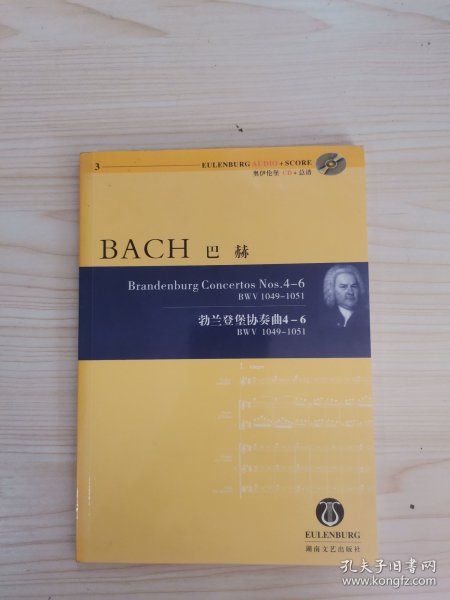 3
EULENBURG AUDIO+SCORE
奥伊伦堡 CD+总谱
BACH 巴赫
Brandenburg Concertos Nos.4-6
BWV 1049-1051
勃兰登堡协奏曲4-6
BWV 1049-1051
I. Allegro
EULENBURG
湖南文艺出版社
孔夫子旧书网
www.kongfz.com